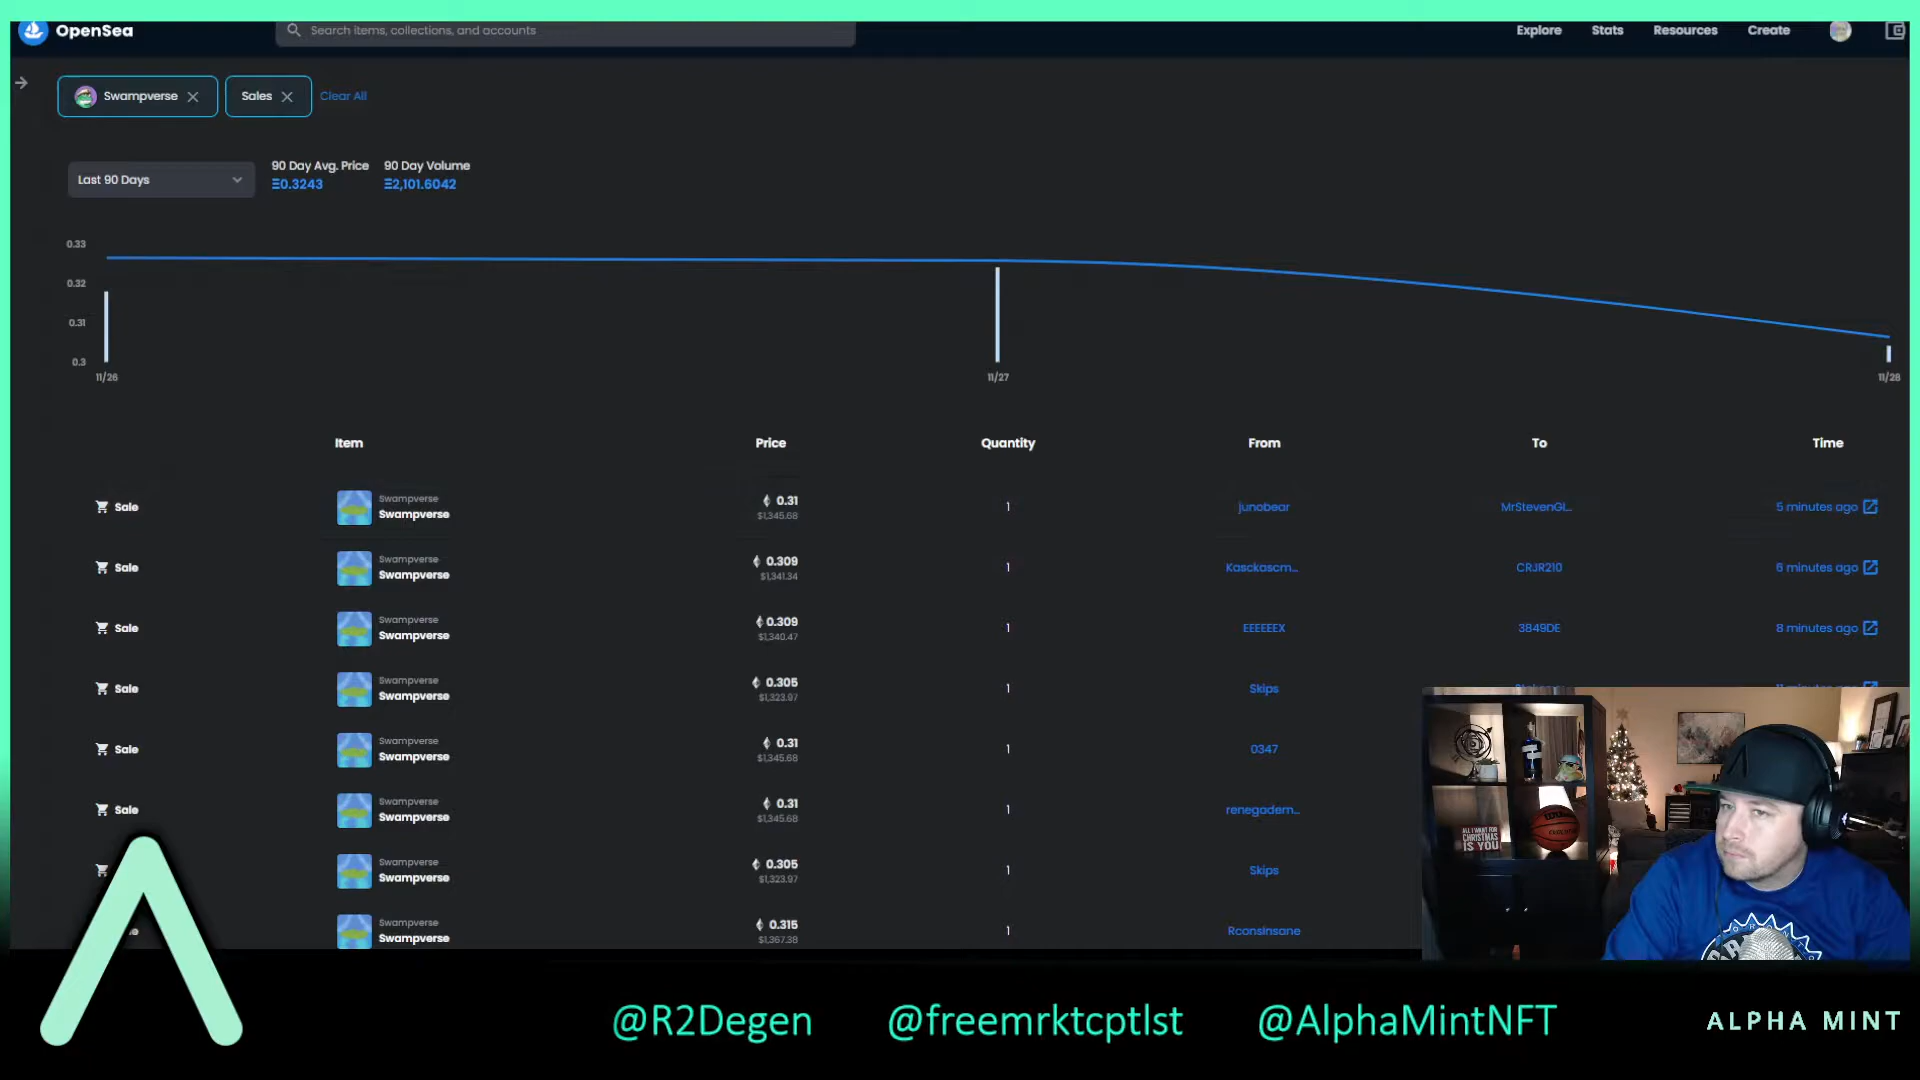 OpenSea
Search items, collections, and accounts
Explore
Stats
Resources
Create
Swampverse
Sales
Clear All
Last 90 Days
90 Day Avg. Price
Ξ0.3243
90 Day Volume
Ξ2,101.6042
0.33
0.32
0.31
0.3
11/26
11/27
11/28
Item
Price
Quantity
From
To
Time
Sale
Swampverse
Swampverse
0.31
$1,345.68
1
junobear
MrStevenGl...
5 minutes ago
Sale
Swampverse
Swampverse
0.309
$1,341.34
1
Kasckascm...
CRJR210
6 minutes ago
Sale
Swampverse
Swampverse
0.309
$1,340.47
1
EEEEEEX
3849DE
8 minutes ago
Sale
Swampverse
Swampverse
0.305
$1,323.97
1
Skips
Sale
Swampverse
Swampverse
0.31
$1,345.68
1
0347
Sale
Swampverse
Swampverse
0.31
$1,345.68
1
renegadem...
Swampverse
Swampverse
0.305
$1,323.97
1
Skips
Swampverse
Swampverse
0.315
$1,367.38
1
Rconsinsane
ALL I WANT FOR
CHRISTMAS
IS YOU
@R2Degen
@freemrktcptlst
@AlphaMintNFT
ALPHA MINT